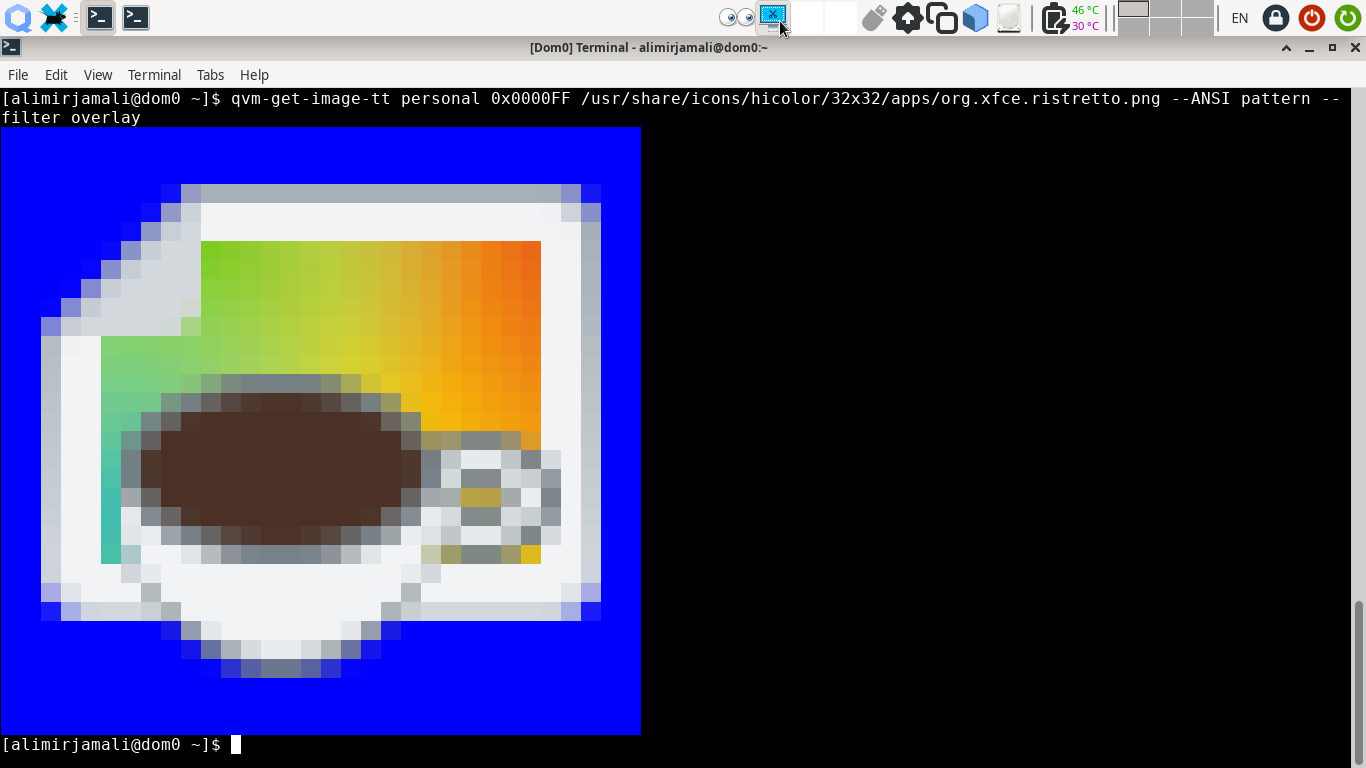 46 °C
30 °C
EN
[Dom0] Terminal - alimirjamali@dom0:~
File Edit View Terminal Tabs Help
[alimirjamali@dom0 ~]$ qvm-get-image-tt personal 0x0000FF /usr/share/icons/hicolor/32x32/apps/org.xfce.ristretto.png --ANSI pattern --
filter overlay
[alimirjamali@dom0 ~]$